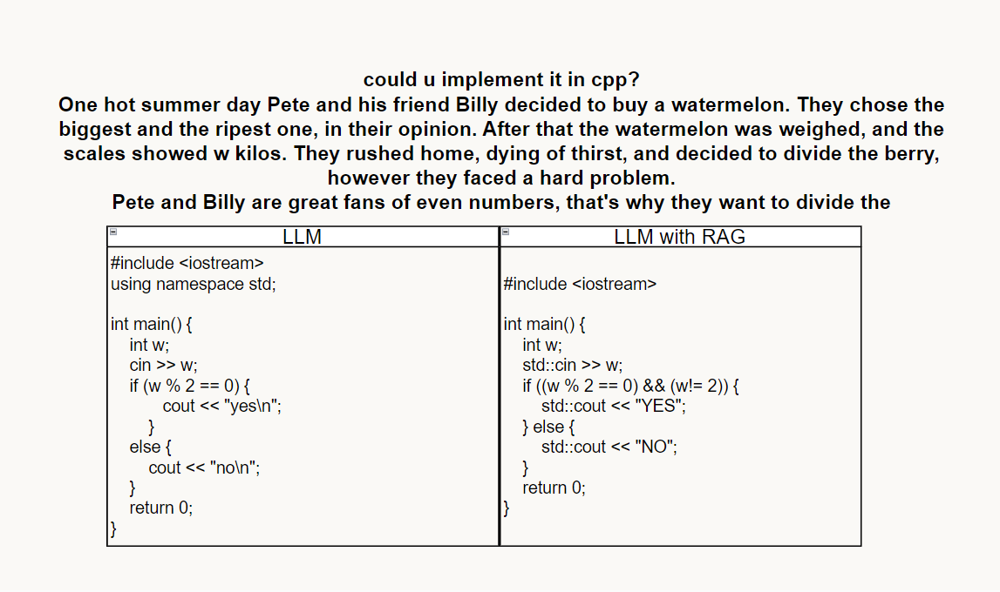 could u implement it in cpp?
One hot summer day Pete and his friend Billy decided to buy a watermelon. They chose the
biggest and the ripest one, in their opinion. After that the watermelon was weighed, and the
scales showed w kilos. They rushed home, dying of thirst, and decided to divide the berry,
however they faced a hard problem.
Pete and Billy are great fans of even numbers, that's why they want to divide the
LLM
#include <iostream>
using namespace std;
int main() {
int w;
cin >> w;
if (w % 2 == 0) {
cout << "yes\n";
}
else {
cout << "no\n";
}
return 0;
}
LLM with RAG
#include <iostream>
int main() {
int w;
std::cin >> w;
if ((w % 2 == 0) && (w!= 2)) {
std::cout << "YES";
} else {
std::cout << "NO";
}
return 0;
}